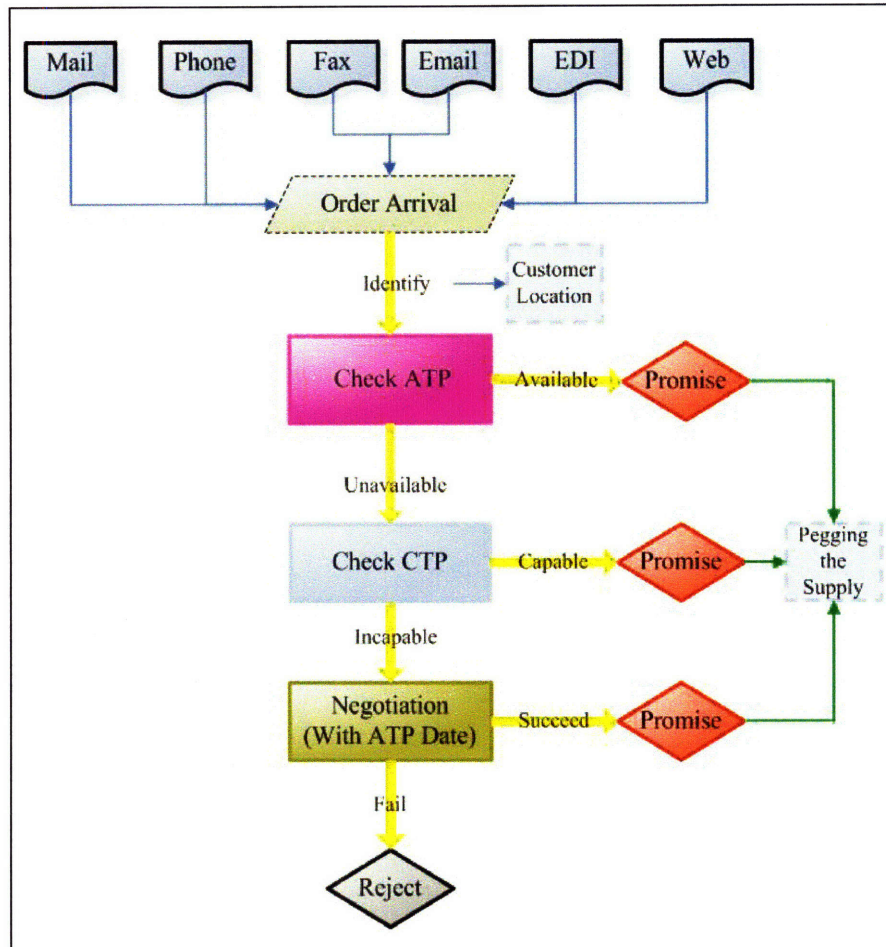 Mail
Phone
Fax
Email
EDI
Web
Order Arrival
Identify
Customer
Location
Check ATP
Available
Promise
Unavailable
Check CTP
Capable
Promise
Pegging
the
Supply
Incapable
Negotiation
(With ATP Date)
Succeed
Promise
Fail
Reject